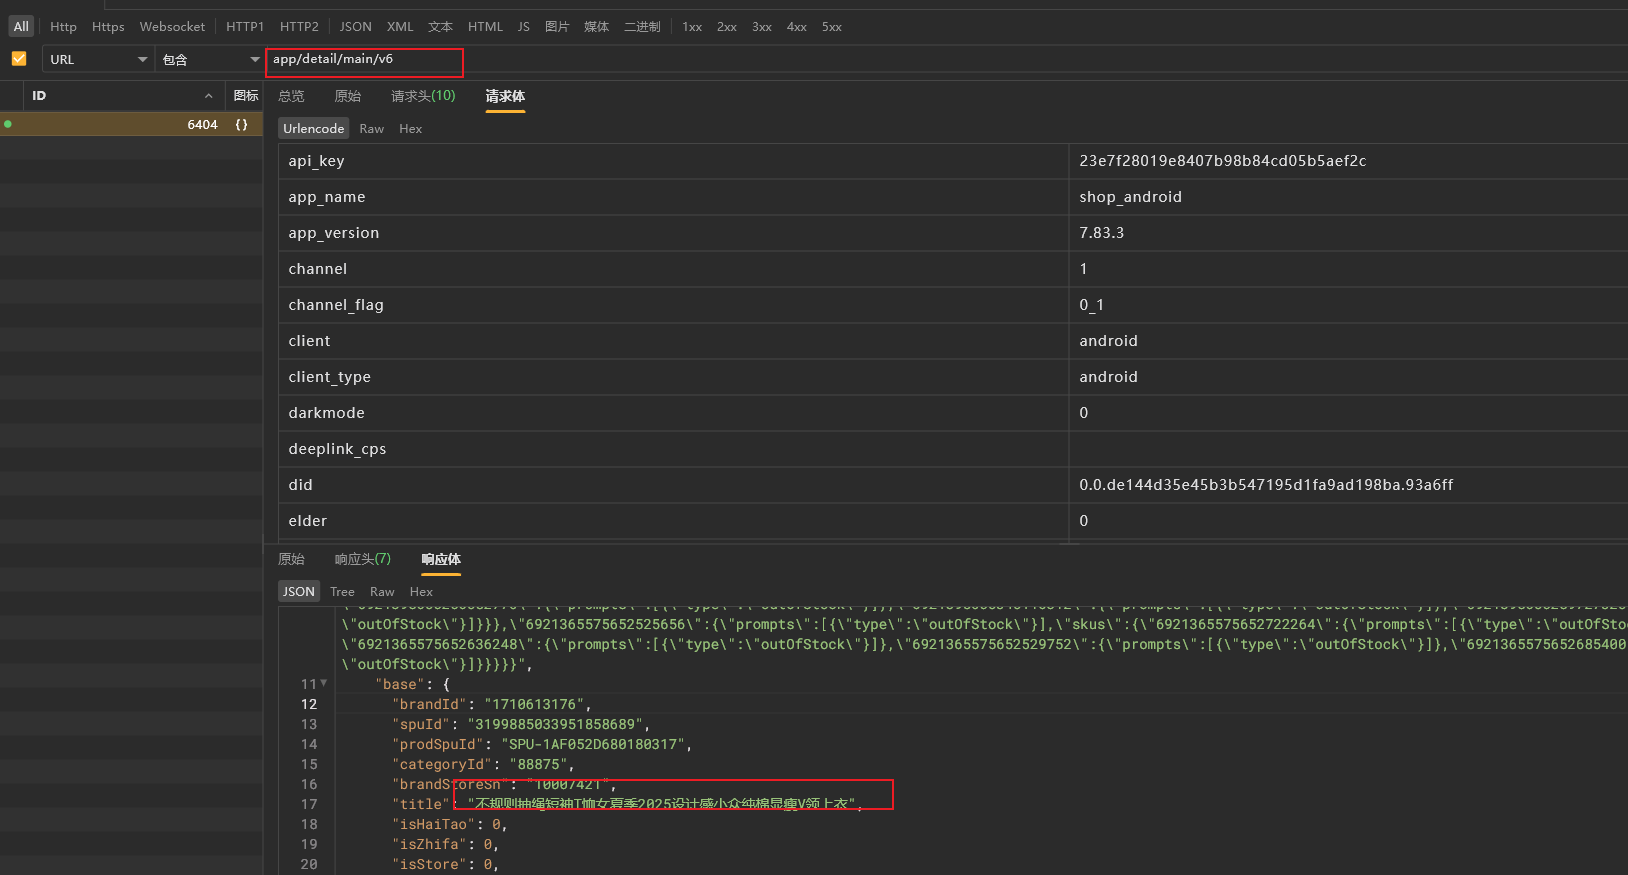 All Http Https Websocket HTTP1 HTTP2 JSON XML 文本 HTML JS 图片 媒体 二进制 1xx 2xx 3xx 4xx 5xx
URL 包含 app/detail/main/v6
ID 图标
6404 {}
总览 原始 请求头(10) 请求体
Urlencode Raw Hex
api_key 23e7f28019e8407b98b84cd05b5aef2c
app_name shop_android
app_version 7.83.3
channel 1
channel_flag 0_1
client android
client_type android
darkmode 0
deeplink_cps
did 0.0.de144d35e45b3b547195d1fa9ad198ba.93a6ff
elder 0
原始 响应头(7) 响应体
JSON Tree Raw Hex
\"outOfStock\"}]}}},\"6921365575652525656\":{\"prompts\":[{\"type\":\"outOfStock\"}],\"skus\":{\"6921365575652722264\":{\"prompts\":[{\"type\":\"outOfSto
\"6921365575652636248\":{\"prompts\":[{\"type\":\"outOfStock\"}]},\"6921365575652529752\":{\"prompts\":[{\"type\":\"outOfStock\"}]},\"6921365575652685400
\"outOfStock\"}]}}}}}",
11 "base": {
12 "brandId": "1710613176",
13 "spuId": "3199885033951858689",
14 "prodSpuId": "SPU-1AF052D680180317",
15 "categoryId": "88875",
16 "brandStoreSn": "10007421",
17 "title": "不规则抽绳短袖T恤女夏季2025设计感小众纯棉显瘦V领上衣",
18 "isHaiTao": 0,
19 "isZhifa": 0,
20 "isStore": 0,